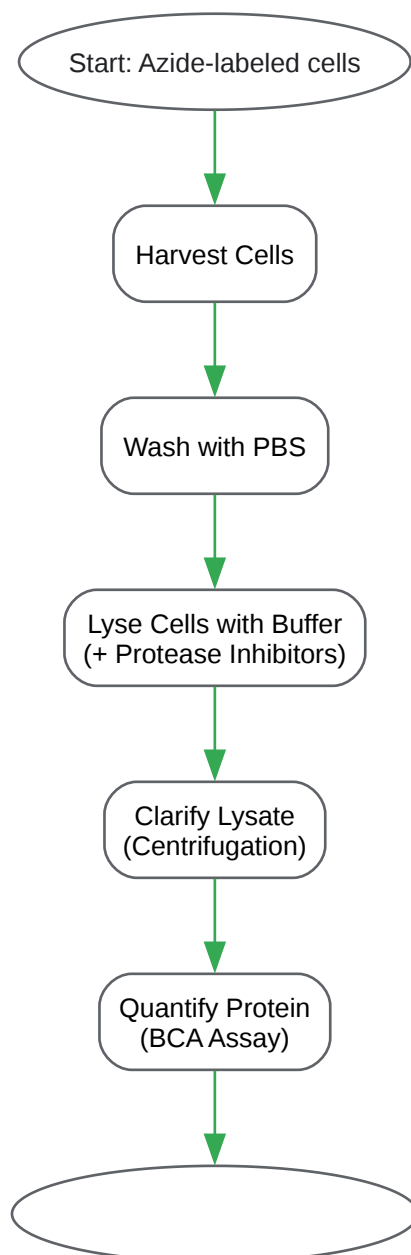 Start: Azide-labeled cells
Harvest Cells
Wash with PBS
Lyse Cells with Buffer
(+ Protease Inhibitors)
Clarify Lysate
(Centrifugation)
Quantify Protein
(BCA Assay)